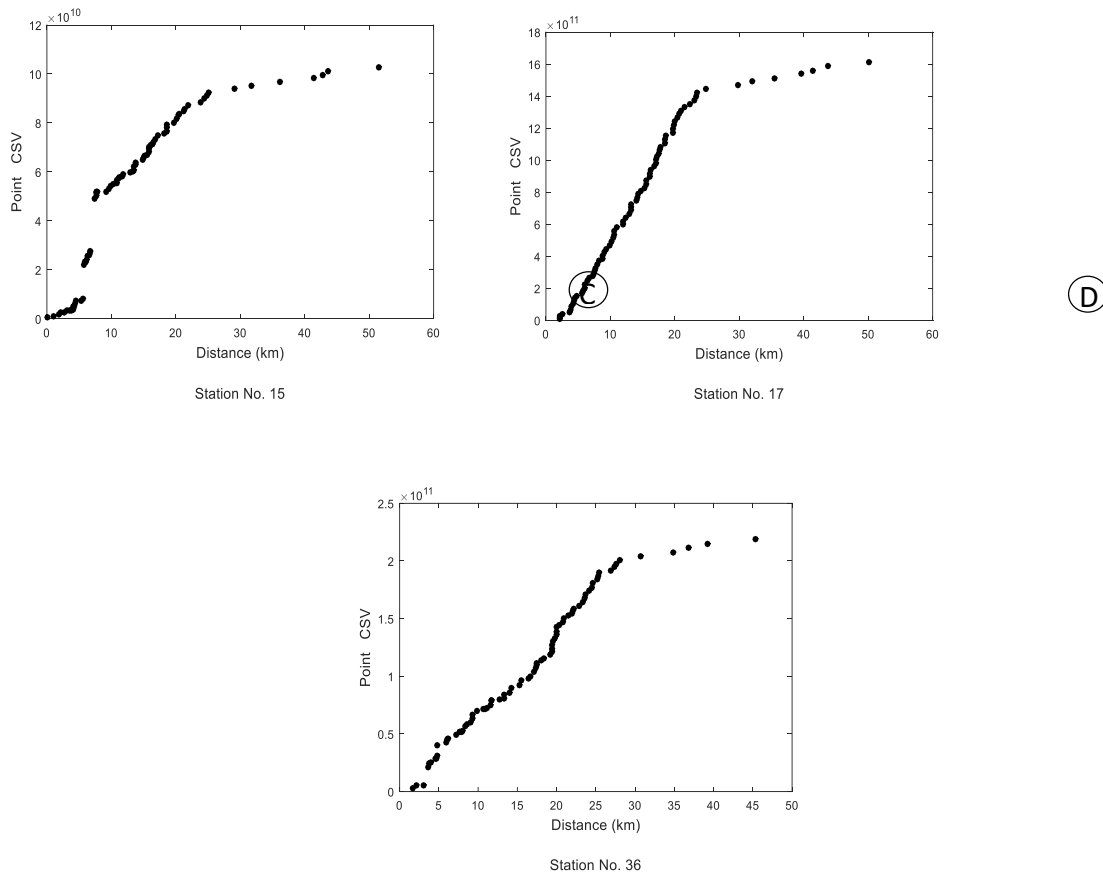 × 10^10
12
10
8
6
4
2
0
Point CSV
0 10 20 30 40 50 60
Distance (km)
Station No. 15
× 10^11
18
16
14
12
10
8
6
4
2
0
Point CSV
C
0 10 20 30 40 50 60
Distance (km)
Station No. 17
D
× 10^11
2.5
2
1.5
1
0.5
0
Point CSV
0 5 10 15 20 25 30 35 40 45 50
Distance (km)
Station No. 36